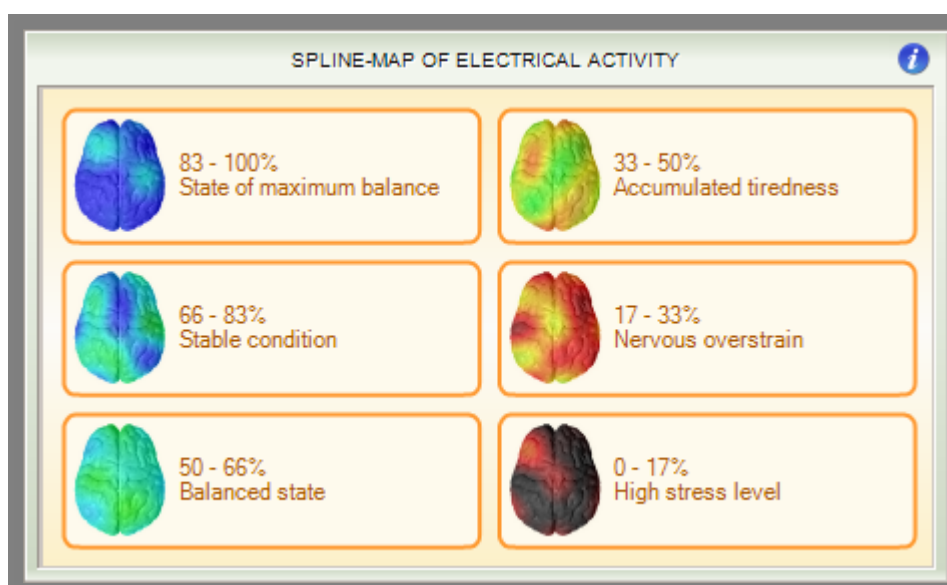 SPLINE-MAP OF ELECTRICAL ACTIVITY
i
83 - 100%
State of maximum balance
33 - 50%
Accumulated tiredness
66 - 83%
Stable condition
17 - 33%
Nervous overstrain
50 - 66%
Balanced state
0 - 17%
High stress level